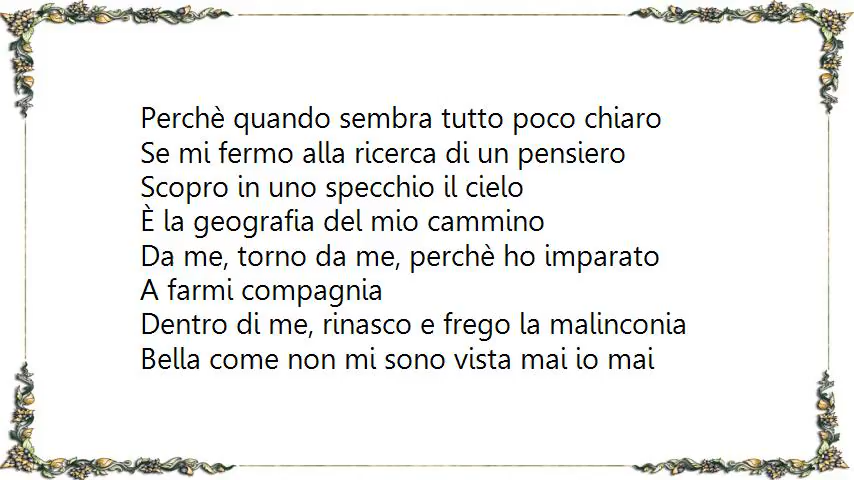 Perchè quando sembra tutto poco chiaro
Se mi fermo alla ricerca di un pensiero
Scopro in uno specchio il cielo
È la geografia del mio cammino
Da me, torno da me, perchè ho imparato
A farmi compagnia
Dentro di me, rinasco e frego la malinconia
Bella come non mi sono vista mai io mai